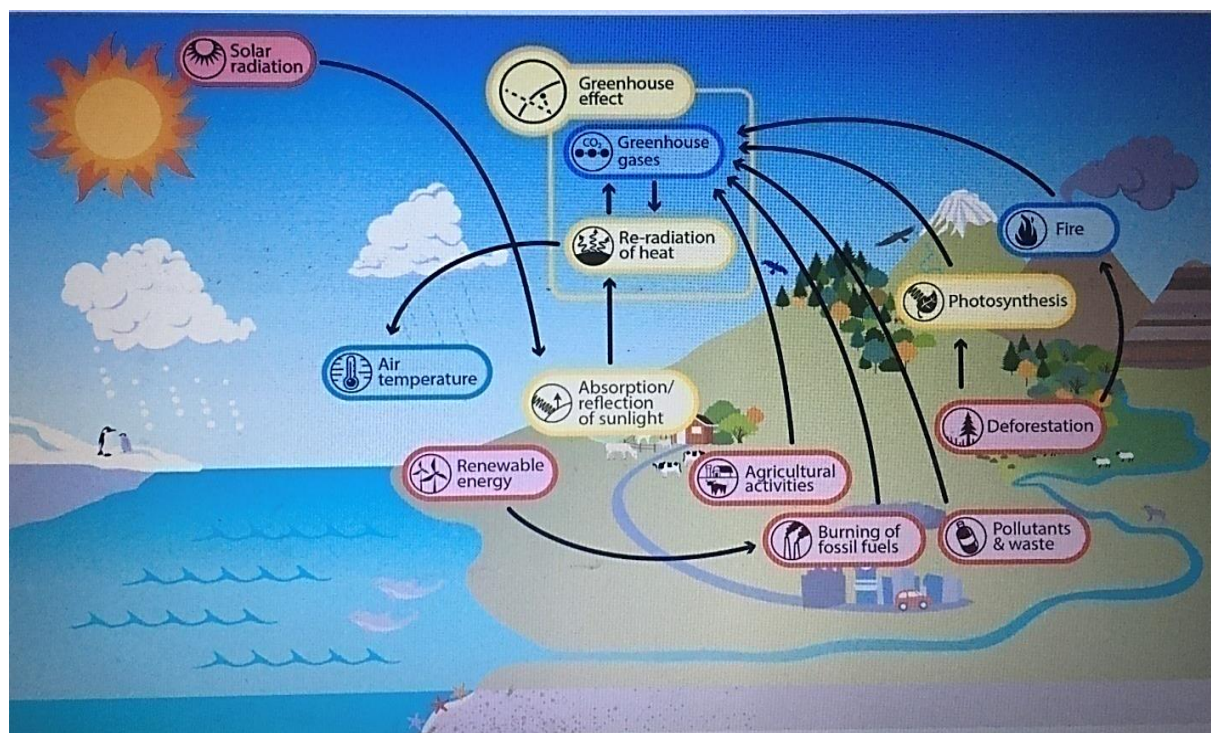 Solar
radiation
Greenhouse
effect
CO₂
Greenhouse
gases
Re-radiation
of heat
Fire
Photosynthesis
Air
temperature
Absorption/
reflection
of sunlight
Deforestation
Renewable
energy
Agricultural
activities
Burning of
fossil fuels
Pollutants
& waste